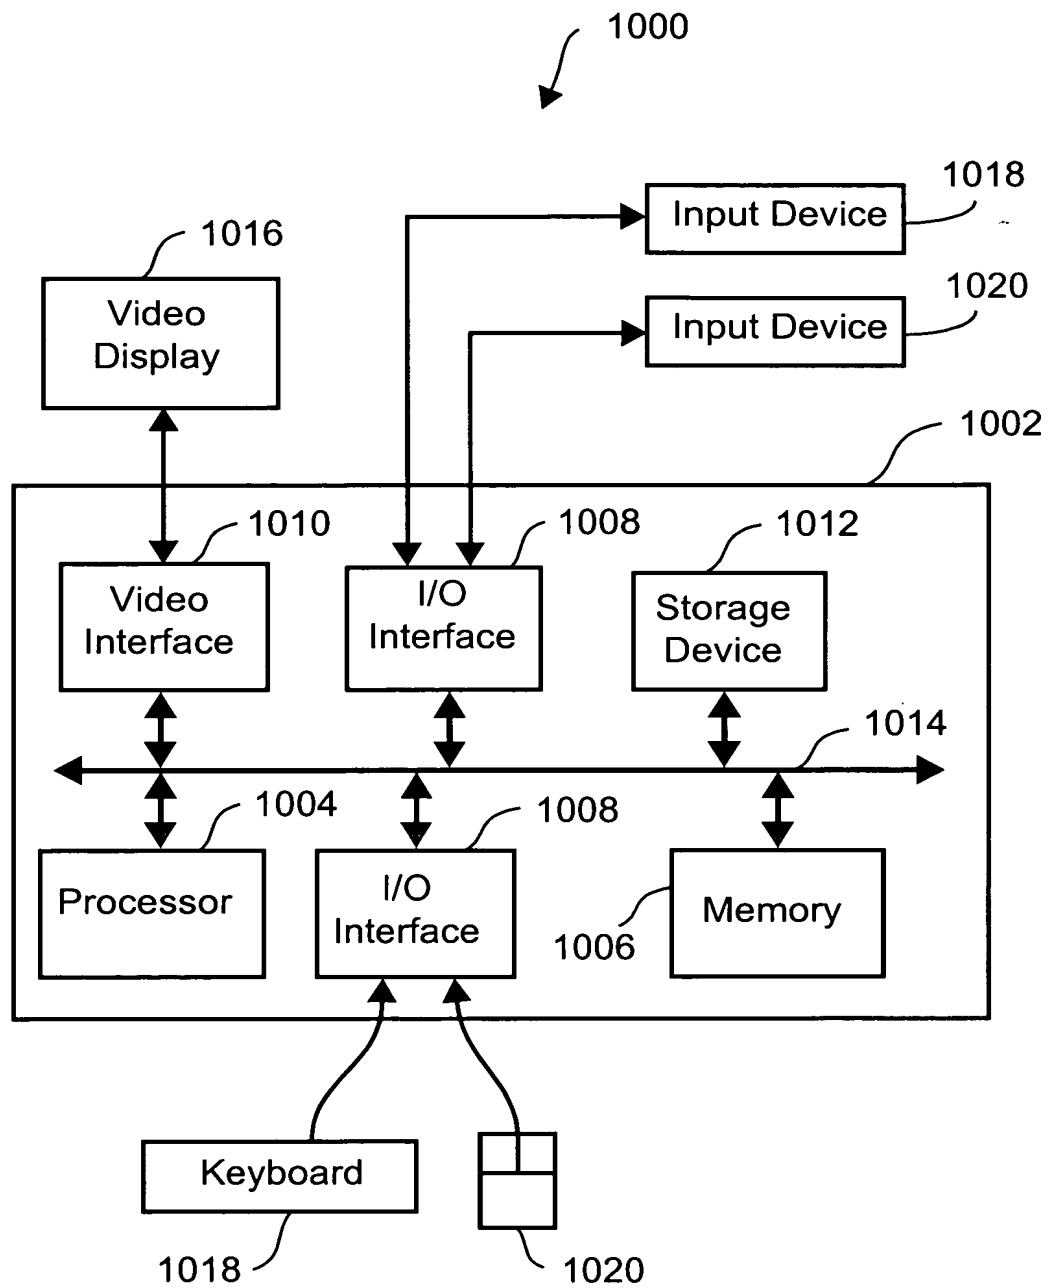 1000
1018
Input Device
1016
1020
Input Device
Video
Display
1002
1010
1008
1012
Video
Interface
I/O
Interface
Storage
Device
1014
1004
1008
Processor
I/O
Interface
Memory
1006
Keyboard
1018
1020